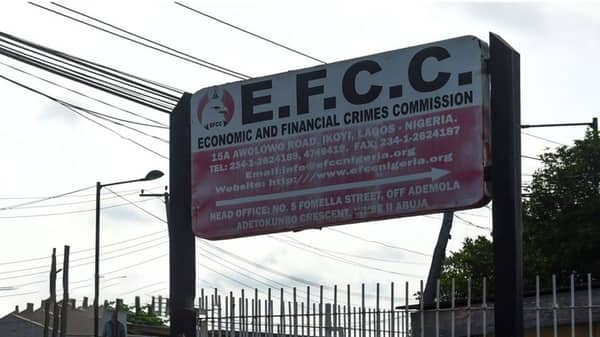 E.F.C.C.
EFCC
ECONOMIC AND FINANCIAL CRIMES COMMISSION
15A AWOLOWO ROAD, IKOYI, LAGOS - NIGERIA.
TEL: 234-1-2624189, 4749419. FAX: 234-1-2624187
Email:info@efccnigeria.org
Website: http:///www.efccnigeria.org
HEAD OFFICE: NO. 5 FOMELLA STREET, OFF ADEMOLA
ADETOKUNBO CRESCENT, II ABUJA